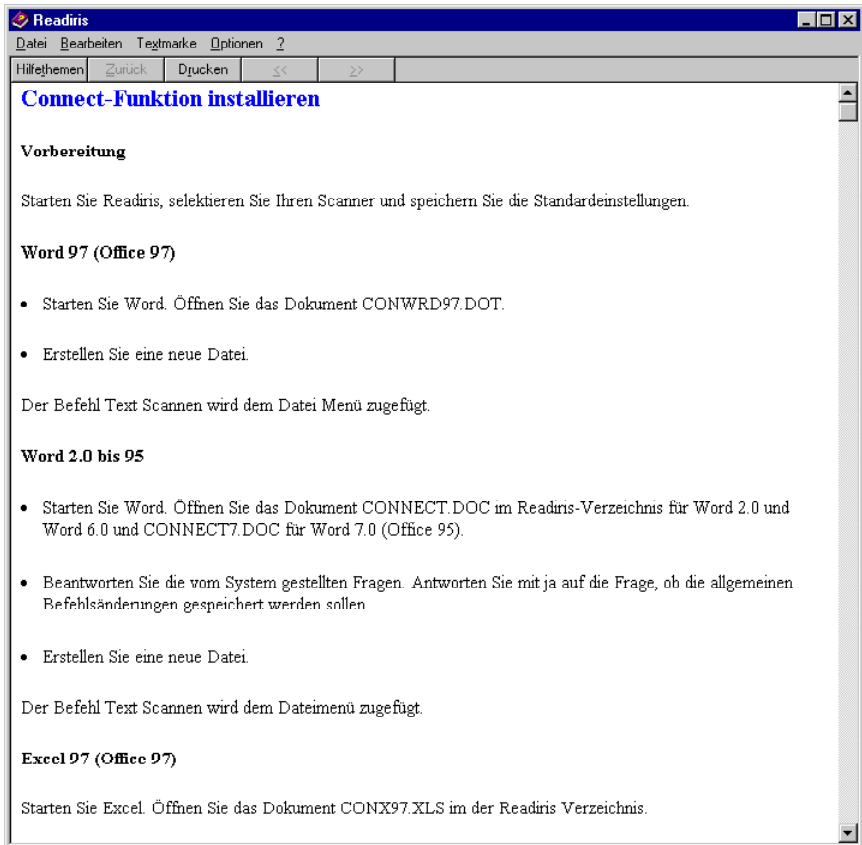 Readiris
Datei Bearbeiten Textmarke Optionen ?
Hilfethemen Zurück Drucken << >>
Connect-Funktion installieren
Vorbereitung
Starten Sie Readiris, selektieren Sie Ihren Scanner und speichern Sie die Standardeinstellungen.
Word 97 (Office 97)
• Starten Sie Word. Öffnen Sie das Dokument CONWRD97.DOT.
• Erstellen Sie eine neue Datei.
Der Befehl Text Scannen wird dem Datei Menü zugefügt.
Word 2.0 bis 95
• Starten Sie Word. Öffnen Sie das Dokument CONNECT.DOC im Readiris-Verzeichnis für Word 2.0 und
Word 6.0 und CONNECT7.DOC für Word 7.0 (Office 95).
• Beantworten Sie die vom System gestellten Fragen. Antworten Sie mit ja auf die Frage, ob die allgemeinen
Befehlsänderungen gespeichert werden sollen
• Erstellen Sie eine neue Datei.
Der Befehl Text Scannen wird dem Dateimenü zugefügt.
Excel 97 (Office 97)
Starten Sie Excel. Öffnen Sie das Dokument CONX97.XLS im der Readiris Verzeichnis.